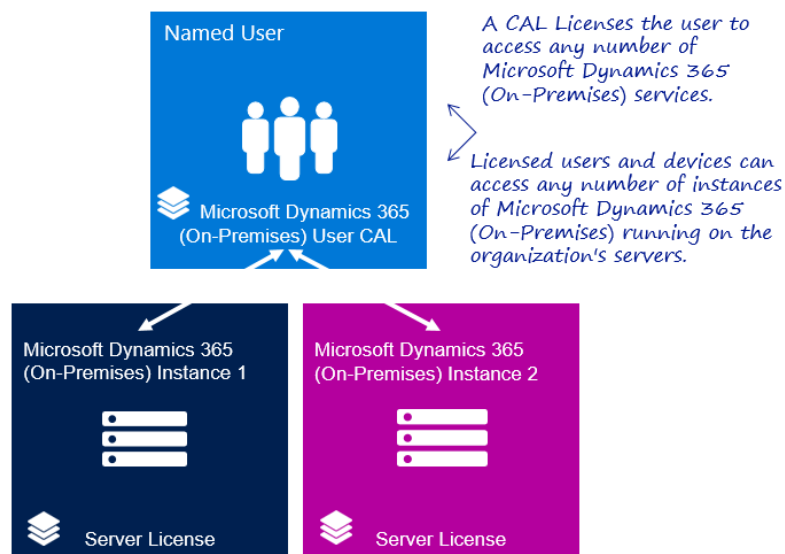 Named User
Microsoft Dynamics 365
(On-Premises) User CAL
A CAL Licenses the user to
access any number of
Microsoft Dynamics 365
(On-Premises) services.
Licensed users and devices can
access any number of instances
of Microsoft Dynamics 365
(On-Premises) running on the
organization's servers.
Microsoft Dynamics 365
(On-Premises) Instance 1
Server License
Microsoft Dynamics 365
(On-Premises) Instance 2
Server License